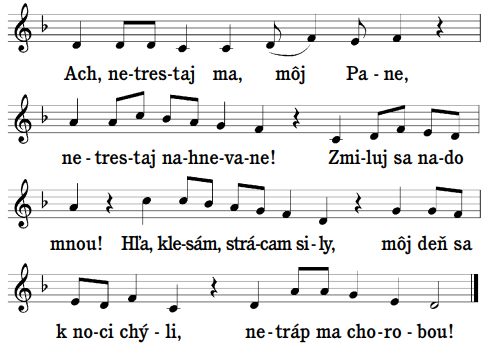 Ach, ne-tres-taj ma, môj Pa - ne,
ne - tres-taj na-hne-va-ne! Zmi-luj sa na-do
mnou! Hľa, kle-sám, strá-cam si - ly, môj deň sa
k no-ci chý - li, ne-tráp ma cho-ro - bou!